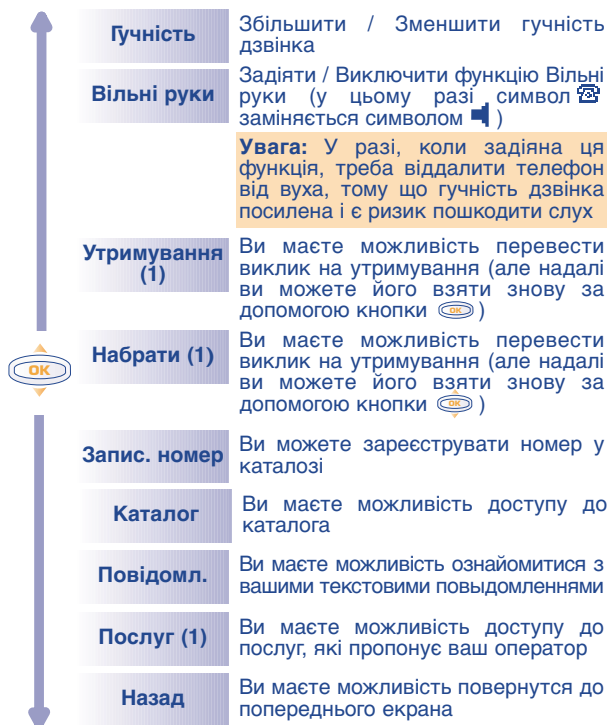 Гучність
Збільшити / Зменшити гучність
дзвінка
Вільні руки
Задіяти / Виключити функцію Вільні
руки (у цьому разі символ
заміняється символом )
Увага: У разі, коли задіяна ця
функція, треба віддалити телефон
від вуха, тому що гучність дзвінка
посилена і є ризик пошкодити слух
Утримування
(1)
Ви маєте можливість перевести
виклик на утримування (але надалі
ви можете його взяти знову за
допомогою кнопки OK )
OK
Набрати (1)
Ви маєте можливість перевести
виклик на утримування (але надалі
ви можете його взяти знову за
допомогою кнопки OK )
Запис. номер
Ви можете зареєструвати номер у
каталозі
Каталог
Ви маєте можливість доступу до
каталога
Повідомл.
Ви маєте можливість ознайомитися з
вашими текстовими повыдомленнями
Послуг (1)
Ви маєте можливість доступу до
послуг, які пропонує ваш оператор
Назад
Ви маєте можливість повернутся до
попереднього екрана